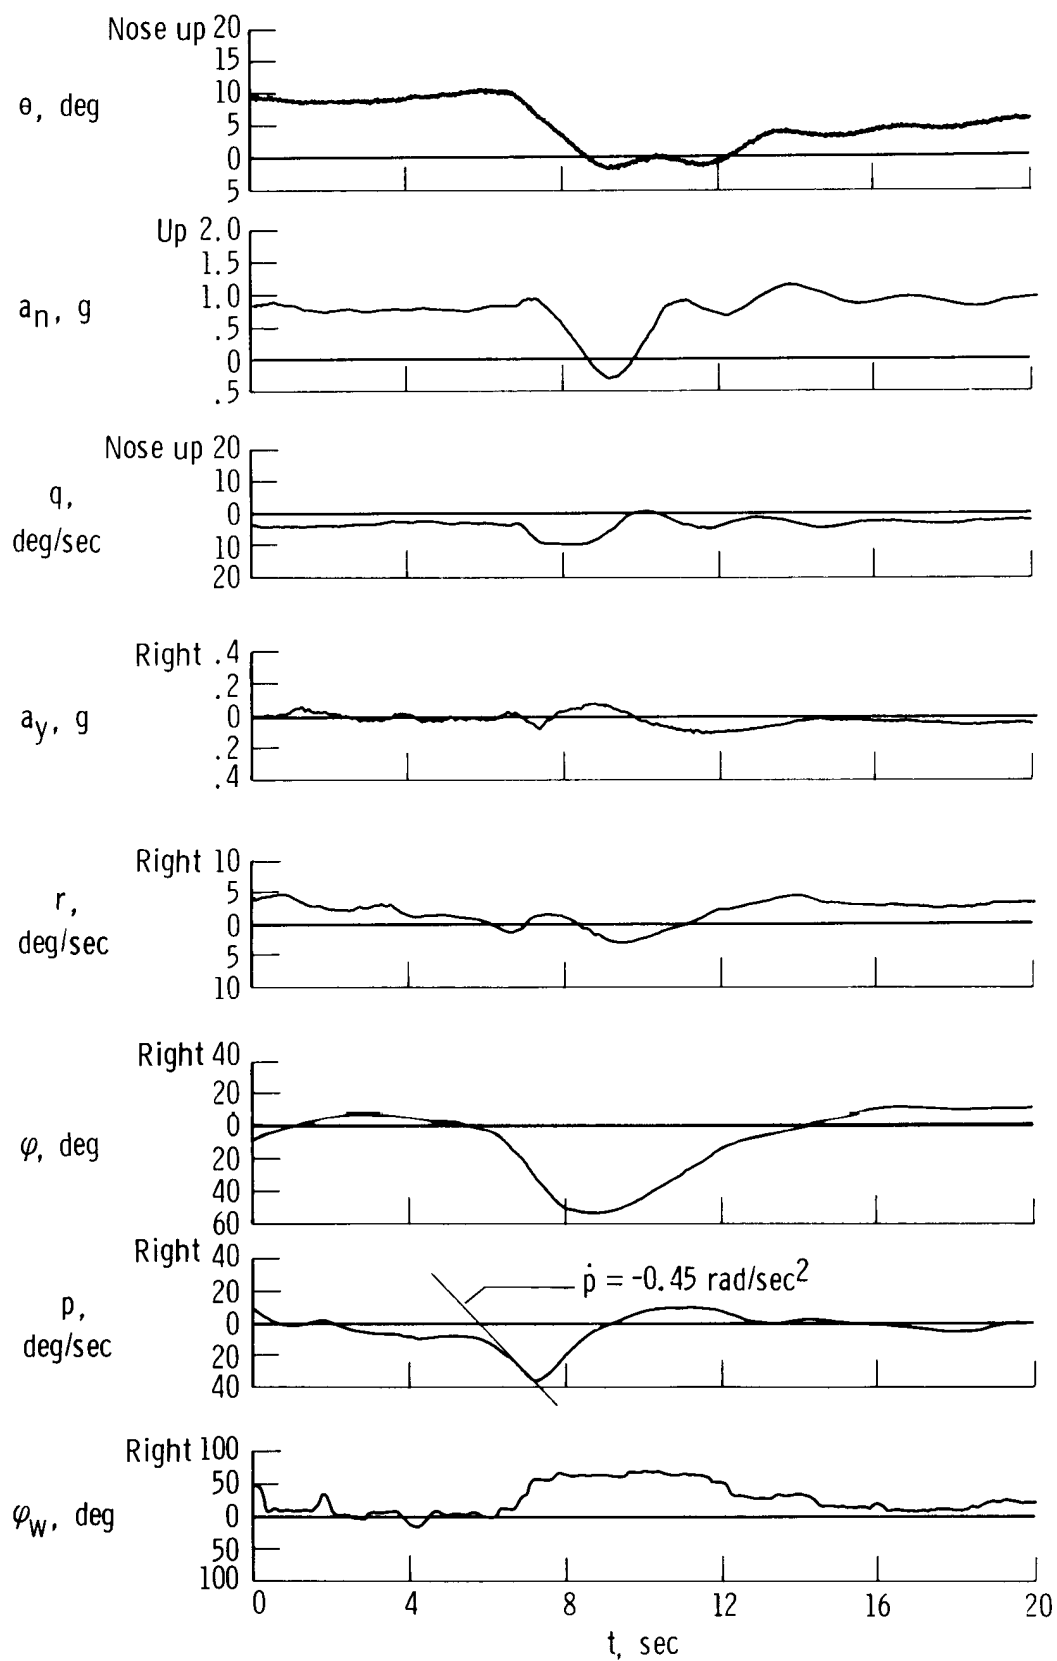 Nose up 20
15
10
θ, deg
5
0
5
Up 2.0
1.5
1.0
an, g
.5
0
.5
Nose up 20
10
q,
0
deg/sec
10
20
Right .4
.2
ay, g
0
.2
.4
Right 10
5
r,
0
deg/sec
5
10
Right 40
20
0
φ, deg
20
40
60
Right 40
ṗ = -0.45 rad/sec2
20
p,
0
deg/sec
20
40
Right 100
50
φw, deg
0
50
100
0 4 8 12 16 20
t, sec